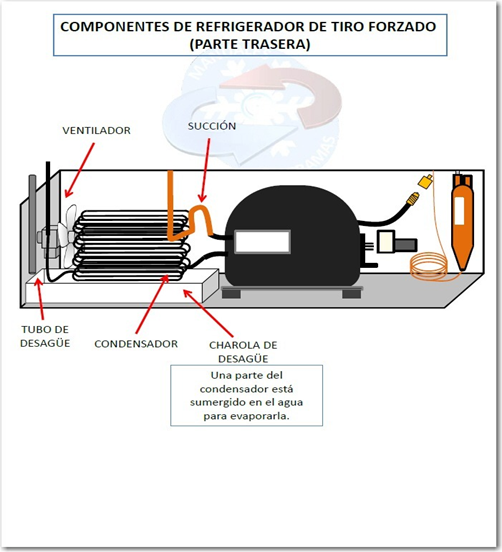 COMPONENTES DE REFRIGERADOR DE TIRO FORZADO
(PARTE TRASERA)
VENTILADOR
SUCCIÓN
TUBO DE
DESAGÜE
CONDENSADOR
CHAROLA DE
DESAGÜE
Una parte del
condensador está
sumergido en el agua
para evaporarla.